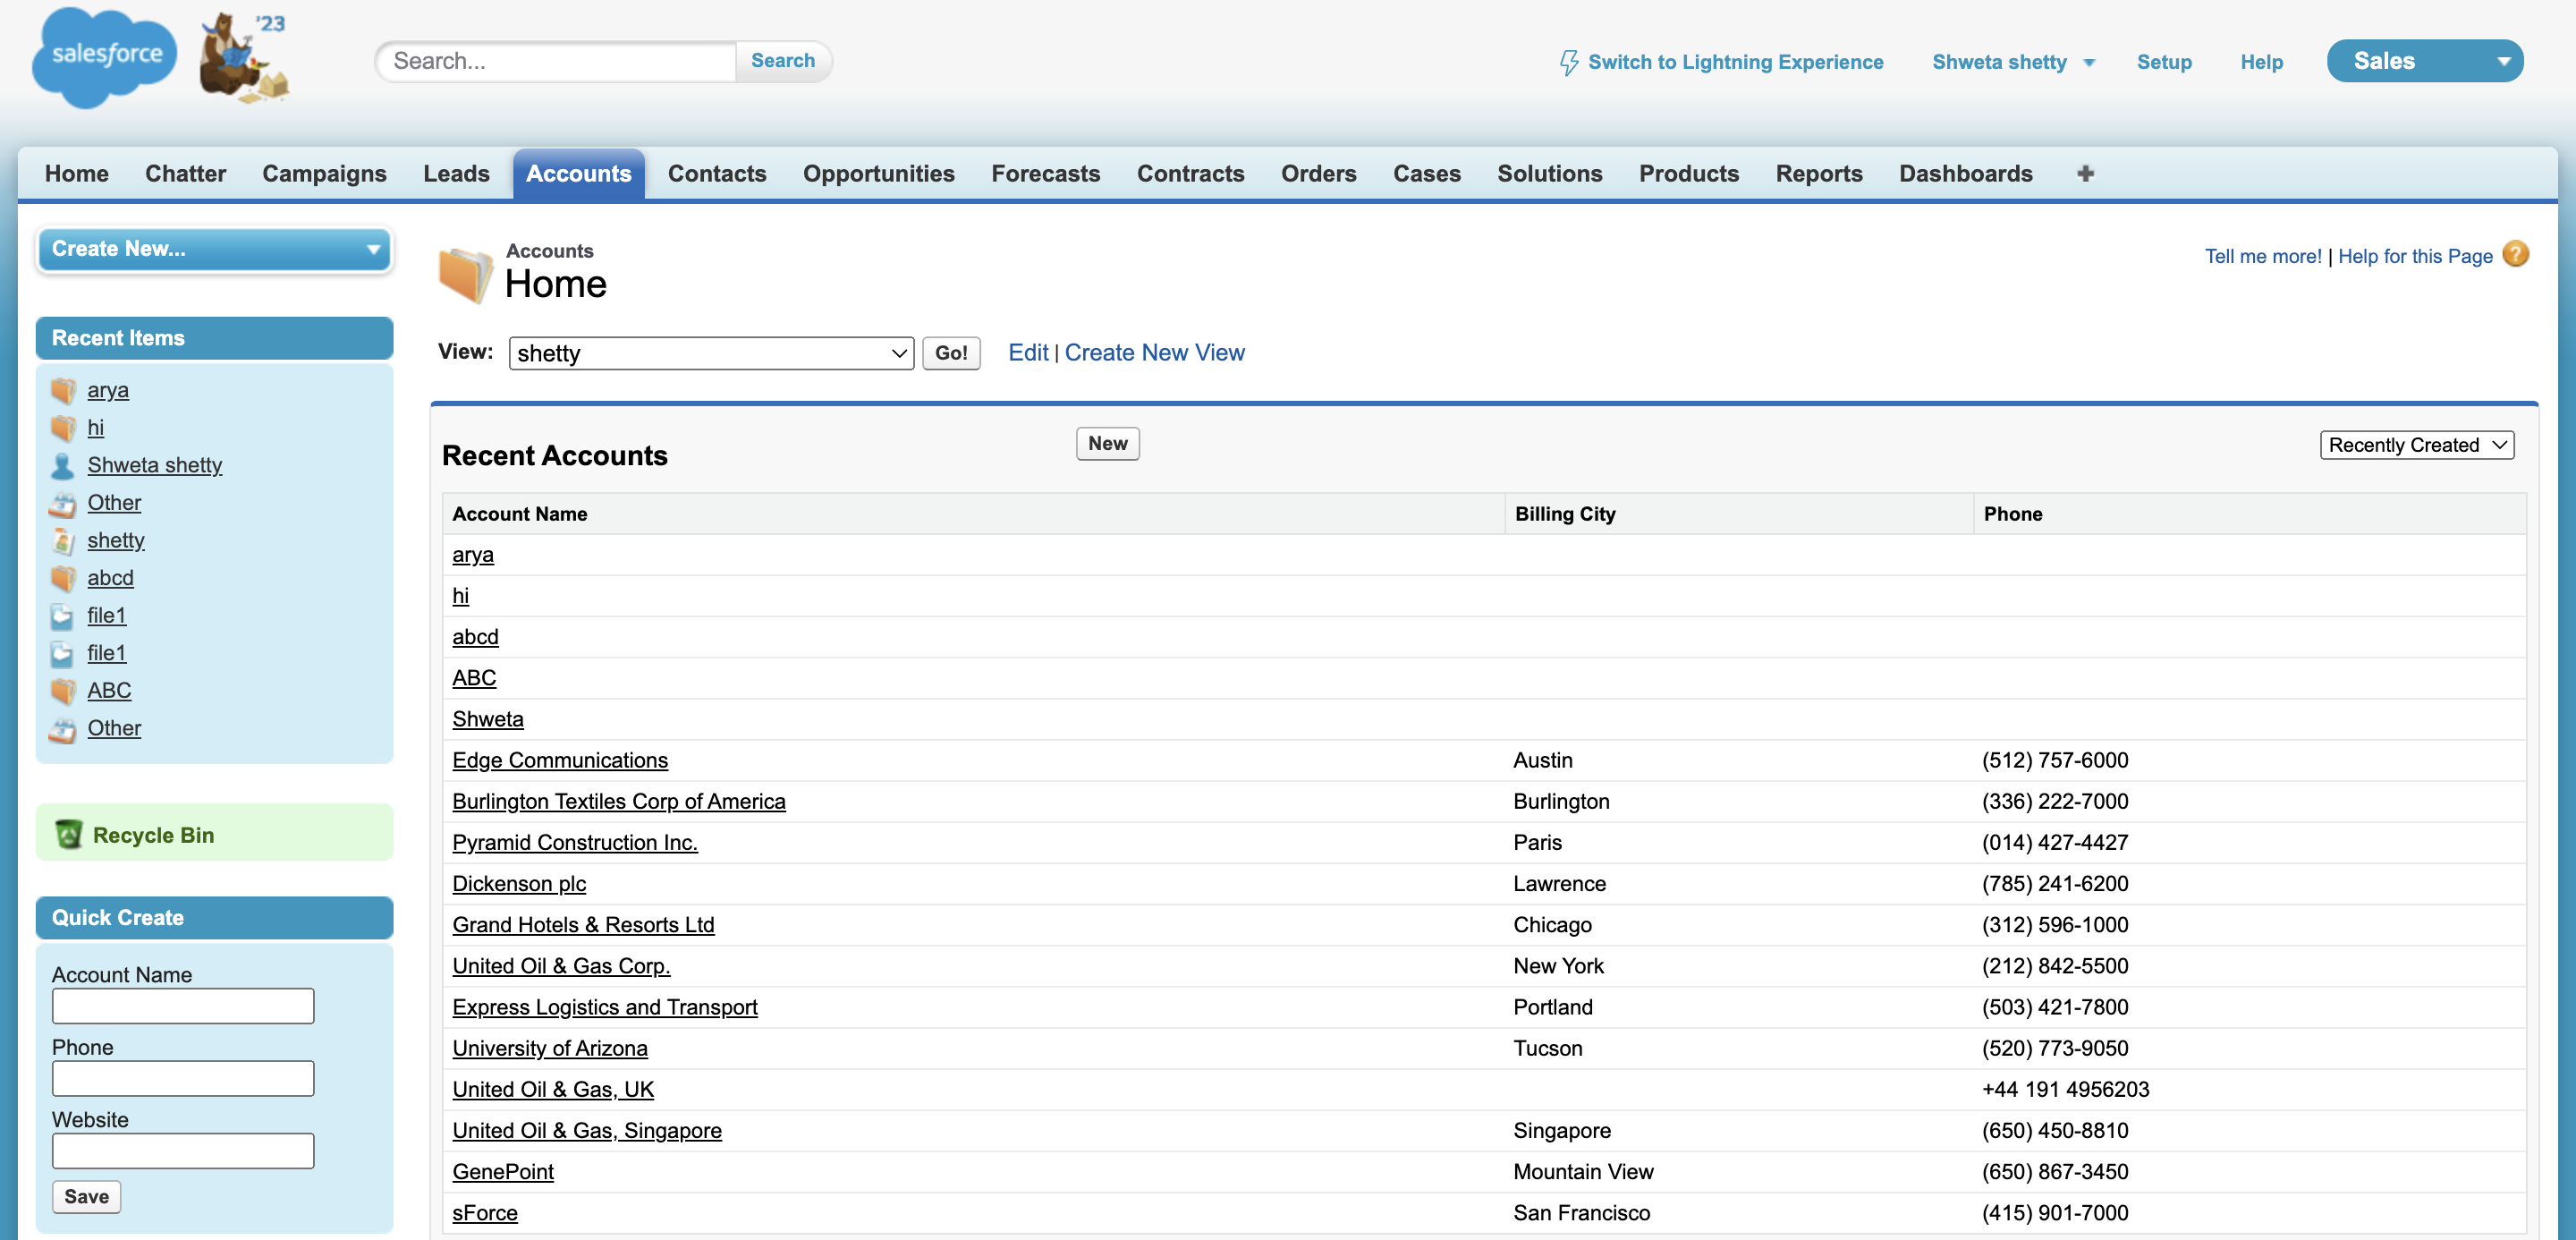 salesforce
'23
Search...
Search
Switch to Lightning Experience
Shweta shetty
Setup
Help
Sales
Home Chatter Campaigns Leads Accounts Contacts Opportunities Forecasts Contracts Orders Cases Solutions Products Reports Dashboards +
Create New...
Recent Items
arya
hi
Shweta shetty
Other
shetty
abcd
file1
file1
ABC
Other
Recycle Bin
Quick Create
Account Name
Phone
Website
Save
Accounts
Home
Tell me more! | Help for this Page ?
View: shetty Go! Edit | Create New View
Recent Accounts New Recently Created
Account Name Billing City Phone
arya
hi
abcd
ABC
Shweta
Edge Communications Austin (512) 757-6000
Burlington Textiles Corp of America Burlington (336) 222-7000
Pyramid Construction Inc. Paris (014) 427-4427
Dickenson plc Lawrence (785) 241-6200
Grand Hotels & Resorts Ltd Chicago (312) 596-1000
United Oil & Gas Corp. New York (212) 842-5500
Express Logistics and Transport Portland (503) 421-7800
University of Arizona Tucson (520) 773-9050
United Oil & Gas, UK +44 191 4956203
United Oil & Gas, Singapore Singapore (650) 450-8810
GenePoint Mountain View (650) 867-3450
sForce San Francisco (415) 901-7000